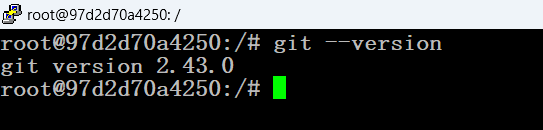 root@97d2d70a4250: /
root@97d2d70a4250:/# git --version
git version 2.43.0
root@97d2d70a4250:/#